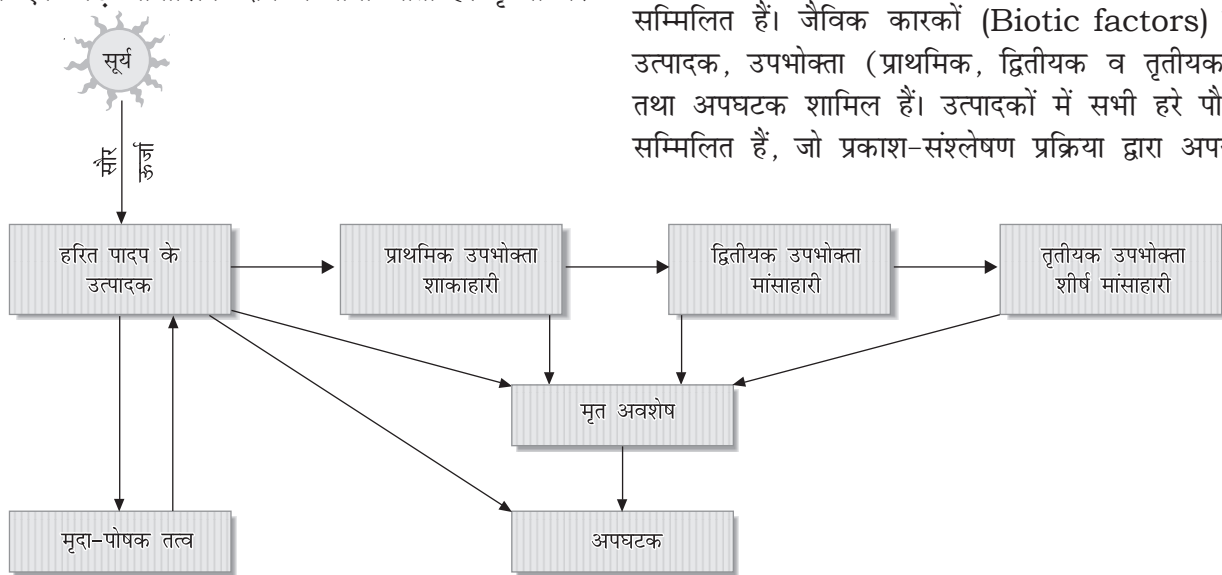 सम्मिलित हैं। जैविक कारकों (Biotic factors)
उत्पादक, उपभोक्ता (प्राथमिक, द्वितीयक व तृतीयक
तथा अपघटक शामिल हैं। उत्पादकों में सभी हरे
सम्मिलित हैं, जो प्रकाश-संश्लेषण प्रक्रिया द्वारा
सूर्य
सौर
ऊर्जा
हरित पादप के
उत्पादक
प्राथमिक उपभोक्ता
शाकाहारी
द्वितीयक उपभोक्ता
मांसाहारी
तृतीयक उपभोक्ता
शीर्ष मांसाहारी
मृत अवशेष
मृदा-पोषक तत्व
अपघटक